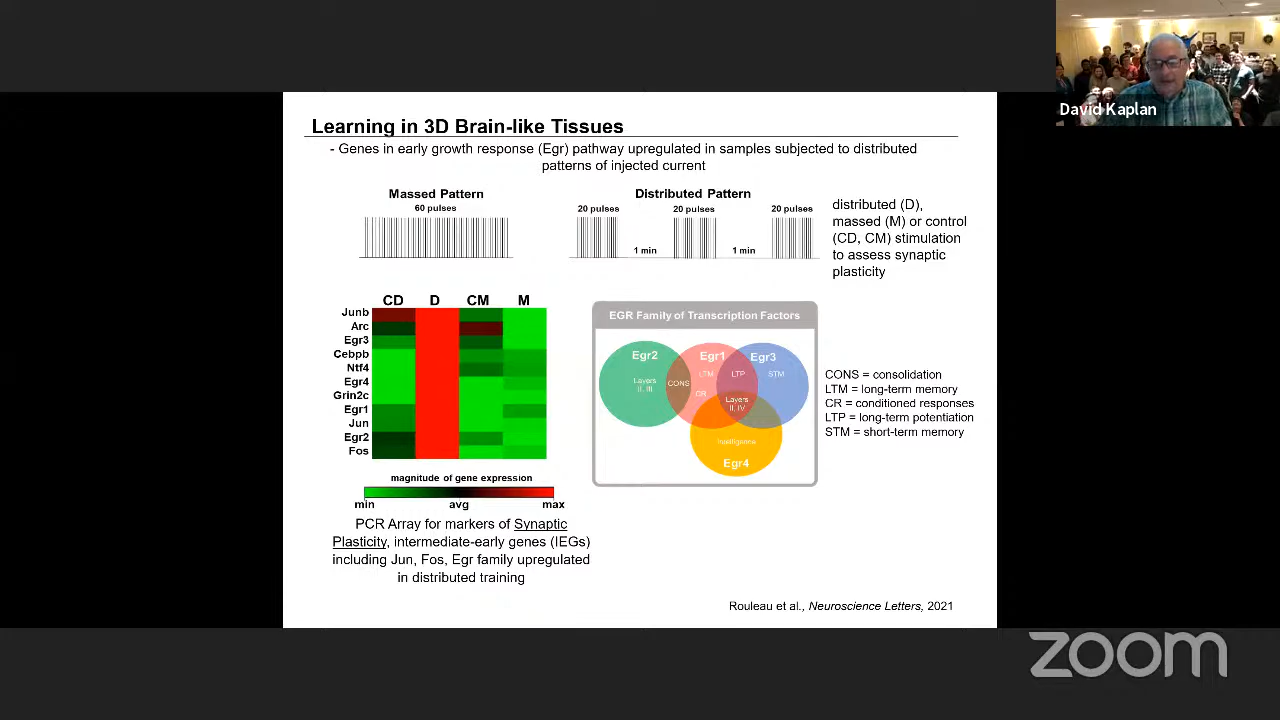 David Kaplan
Learning in 3D Brain-like Tissues
- Genes in early growth response (Egr) pathway upregulated in samples subjected to distributed
patterns of injected current
Massed Pattern
60 pulses
Distributed Pattern
20 pulses
20 pulses
20 pulses
1 min
1 min
distributed (D),
massed (M) or control
(CD, CM) stimulation
to assess synaptic
plasticity
CD D CM M
Junb
Arc
Egr3
Cebpb
Ntf4
Egr4
Grin2c
Egr1
Jun
Egr2
Fos
magnitude of gene expression
min avg max
PCR Array for markers of Synaptic
Plasticity, intermediate-early genes (IEGs)
including Jun, Fos, Egr family upregulated
in distributed training
EGR Family of Transcription Factors
Egr2
Layers
II, III
CONS
Egr1
LTM
CR
LTP
Egr3
STM
Layers
II, IV
Intelligence
Egr4
CONS = consolidation
LTM = long-term memory
CR = conditioned responses
LTP = long-term potentiation
STM = short-term memory
Rouleau et al., Neuroscience Letters, 2021
zoom